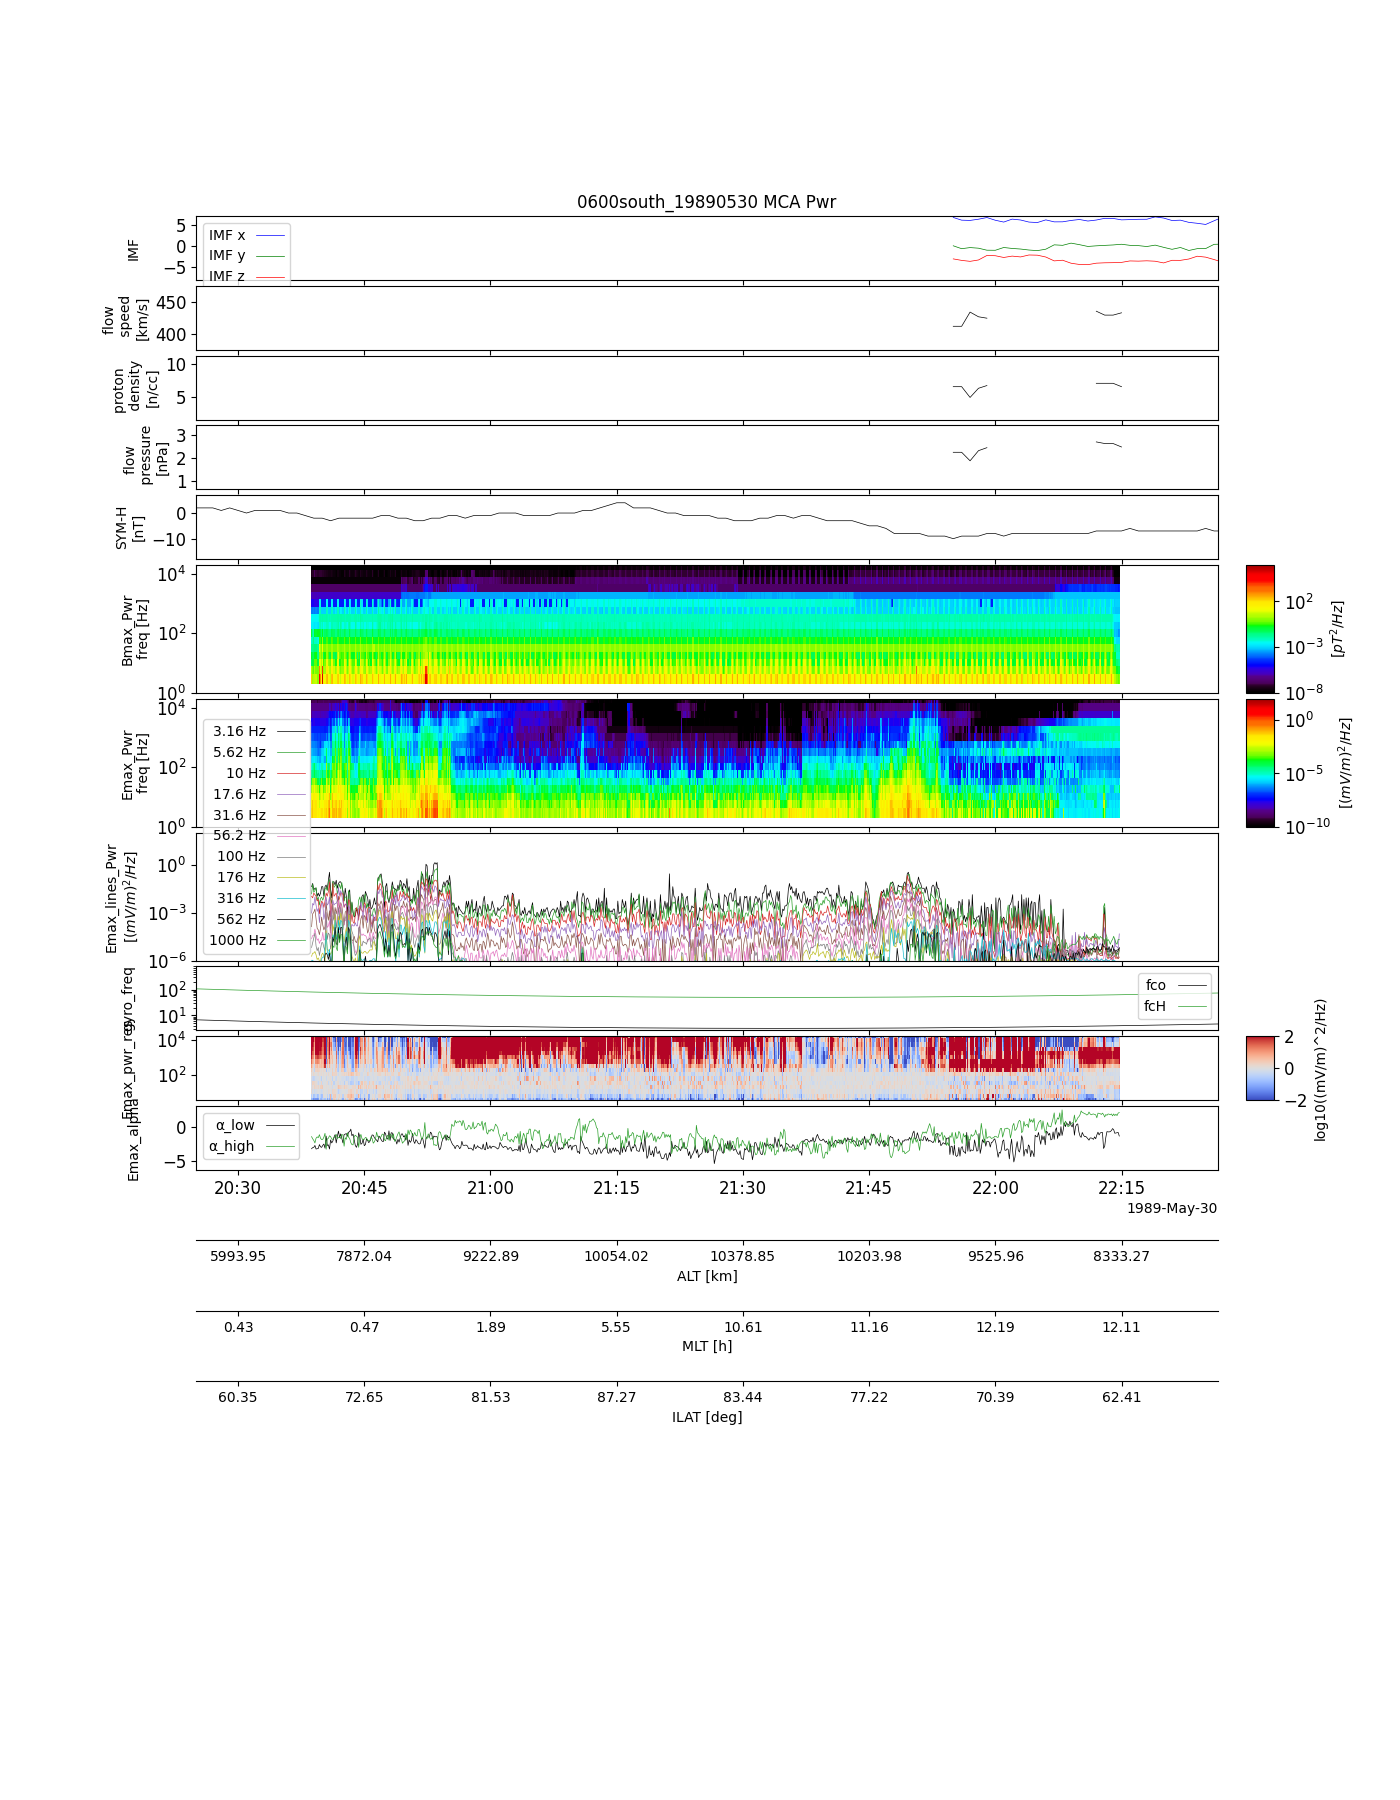 0600south_19890530 MCA Pwr
IMF
5
0
−5
IMF x
IMF y
IMF z
flow
speed
[km/s]
450
400
proton
density
[n/cc]
10
5
flow
pressure
[nPa]
3
2
1
SYM-H
[nT]
0
−10
Bmax_Pwr
freq [Hz]
10^4
10^2
10^0
10^2
10^−3
10^−8
[pT^2/Hz]
Emax_Pwr
freq [Hz]
10^4
10^2
10^0
10^0
10^−5
10^−10
[(mV/m)^2/Hz]
3.16 Hz
5.62 Hz
10 Hz
17.6 Hz
31.6 Hz
56.2 Hz
100 Hz
176 Hz
316 Hz
562 Hz
1000 Hz
Emax_lines_Pwr
[(mV/m)^2/Hz]
10^0
10^−3
10^−6
gyro_freq
10^2
10^1
fco
fcH
Emax_pwr_reg
10^4
10^2
2
0
−2
log10((mV/m)^2/Hz)
Emax_alpha
0
−5
α_low
α_high
20:30 20:45 21:00 21:15 21:30 21:45 22:00 22:15
1989-May-30
5993.95 7872.04 9222.89 10054.02 10378.85 10203.98 9525.96 8333.27
ALT [km]
0.43 0.47 1.89 5.55 10.61 11.16 12.19 12.11
MLT [h]
60.35 72.65 81.53 87.27 83.44 77.22 70.39 62.41
ILAT [deg]